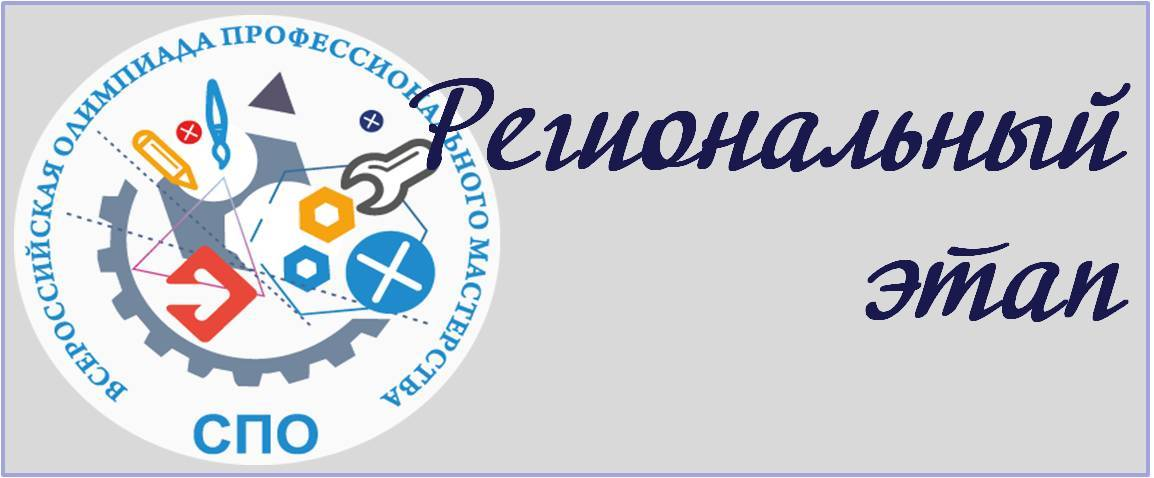 ВСЕРОССИЙСКАЯ ОЛИМПИАДА ПРОФЕССИОНАЛЬНОГО МАСТЕРСТВА
СПО
Региональный
этап